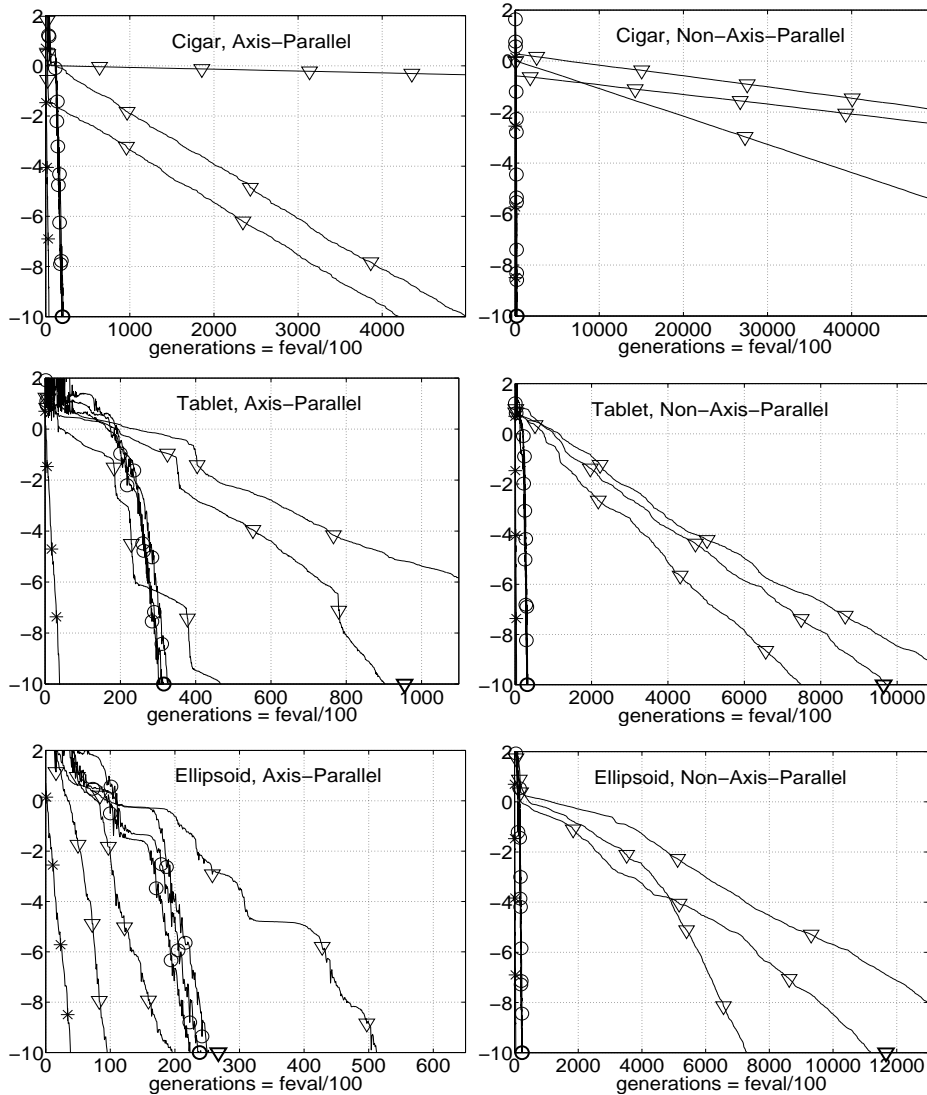 Cigar, Axis−Parallel
2
0
−2
−4
−6
−8
−10
0 1000 2000 3000 4000
generations = feval/100
Cigar, Non−Axis−Parallel
2
0
−2
−4
−6
−8
−10
0 10000 20000 30000 40000
generations = feval/100
Tablet, Axis−Parallel
2
0
−2
−4
−6
−8
−10
0 200 400 600 800 1000
generations = feval/100
Tablet, Non−Axis−Parallel
2
0
−2
−4
−6
−8
−10
0 2000 4000 6000 8000 10000
generations = feval/100
Ellipsoid, Axis−Parallel
2
0
−2
−4
−6
−8
−10
0 100 200 300 400 500 600
generations = feval/100
Ellipsoid, Non−Axis−Parallel
2
0
−2
−4
−6
−8
−10
0 2000 4000 6000 8000 10000 12000
generations = feval/100